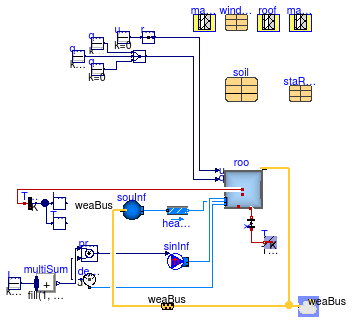 ma...
wind...
roof
ma...
u
r
q
k=0
q
k...
k=0
soil
staR...
roo
u
q
T...
K
weaBus
souInf
hea...
pr...
sinInf
multiSum
de...
k...
+
fill(1, ...
T...
K
weaBus
weaBus